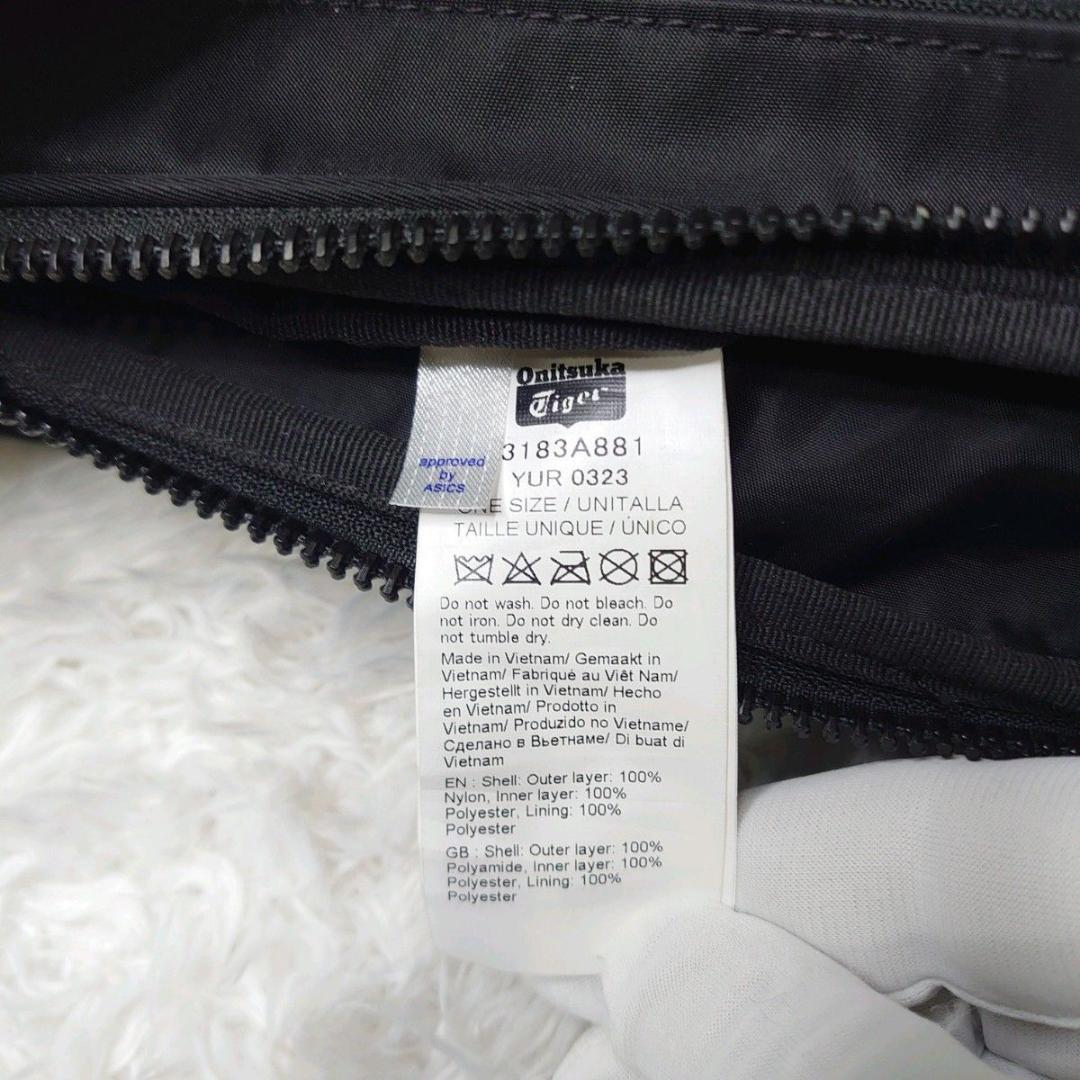 Onitsuka
Tiger
approved
by
ASICS
3183A881
YUR 0323
ONE SIZE / UNITALLA
TAILLE UNIQUE / ÚNICO
Do not wash. Do not bleach. Do
not iron. Do not dry clean. Do
not tumble dry.
Made in Vietnam/ Gemaakt in
Vietnam/ Fabriqué au Viêt Nam/
Hergestellt in Vietnam/ Hecho
en Vietnam/ Prodotto in
Vietnam/ Produzido no Vietname/
Сделано в Вьетнаме/ Di buat di
Vietnam
EN : Shell: Outer layer: 100%
Nylon, Inner layer: 100%
Polyester, Lining: 100%
Polyester
GB : Shell: Outer layer: 100%
Polyamide, Inner layer: 100%
Polyester, Lining: 100%
Polyester